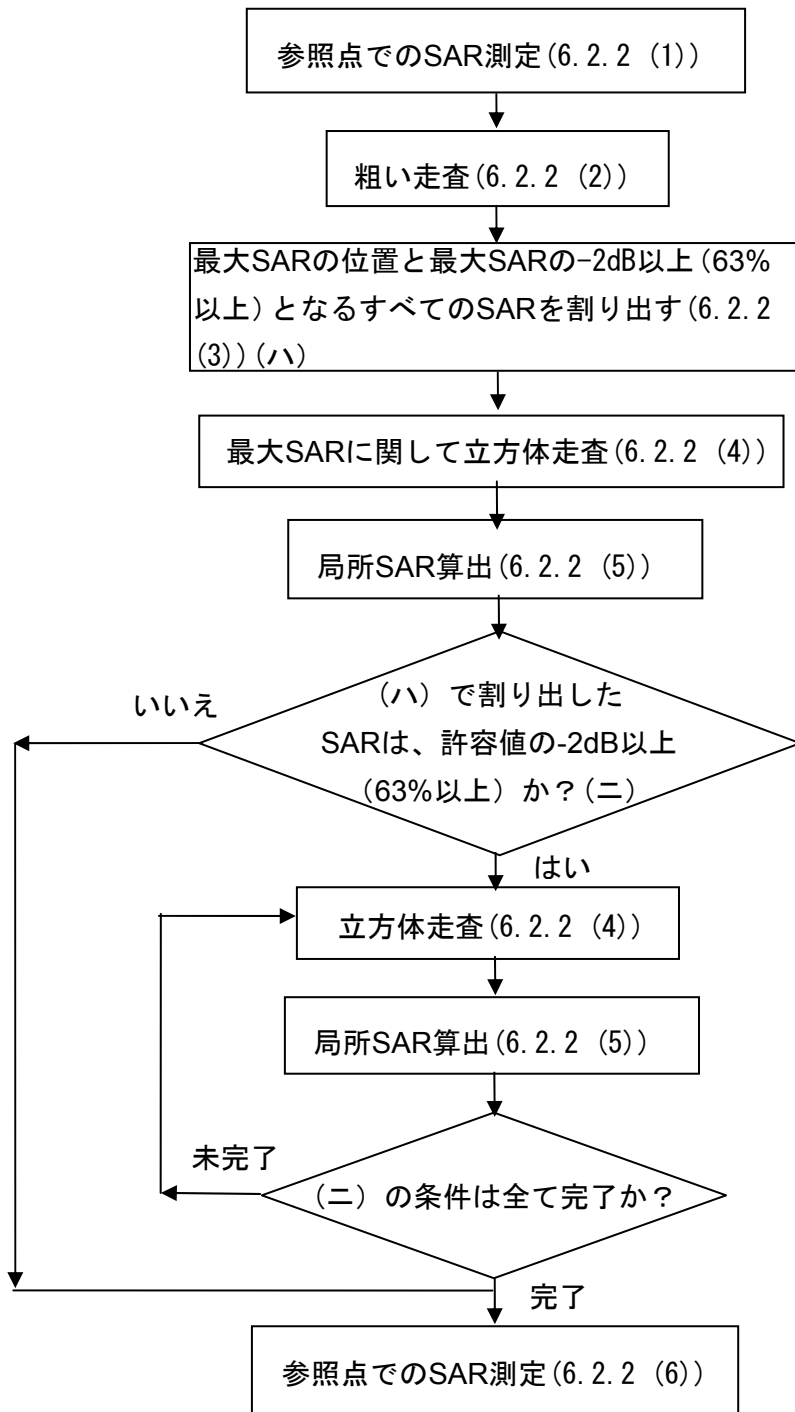 参照点でのSAR測定(6.2.2 (1))
粗い走査(6.2.2 (2))
最大SARの位置と最大SARの-2dB以上(63%
以上)となるすべてのSARを割り出す(6.2.2
(3))(ハ)
最大SARに関して立方体走査(6.2.2 (4))
局所SAR算出(6.2.2 (5))
いいえ
(ハ)で割り出した
SARは、許容値の-2dB以上
(63%以上)か?(ニ)
はい
立方体走査(6.2.2 (4))
局所SAR算出(6.2.2 (5))
未完了
(ニ)の条件は全て完了か?
完了
参照点でのSAR測定(6.2.2 (6))